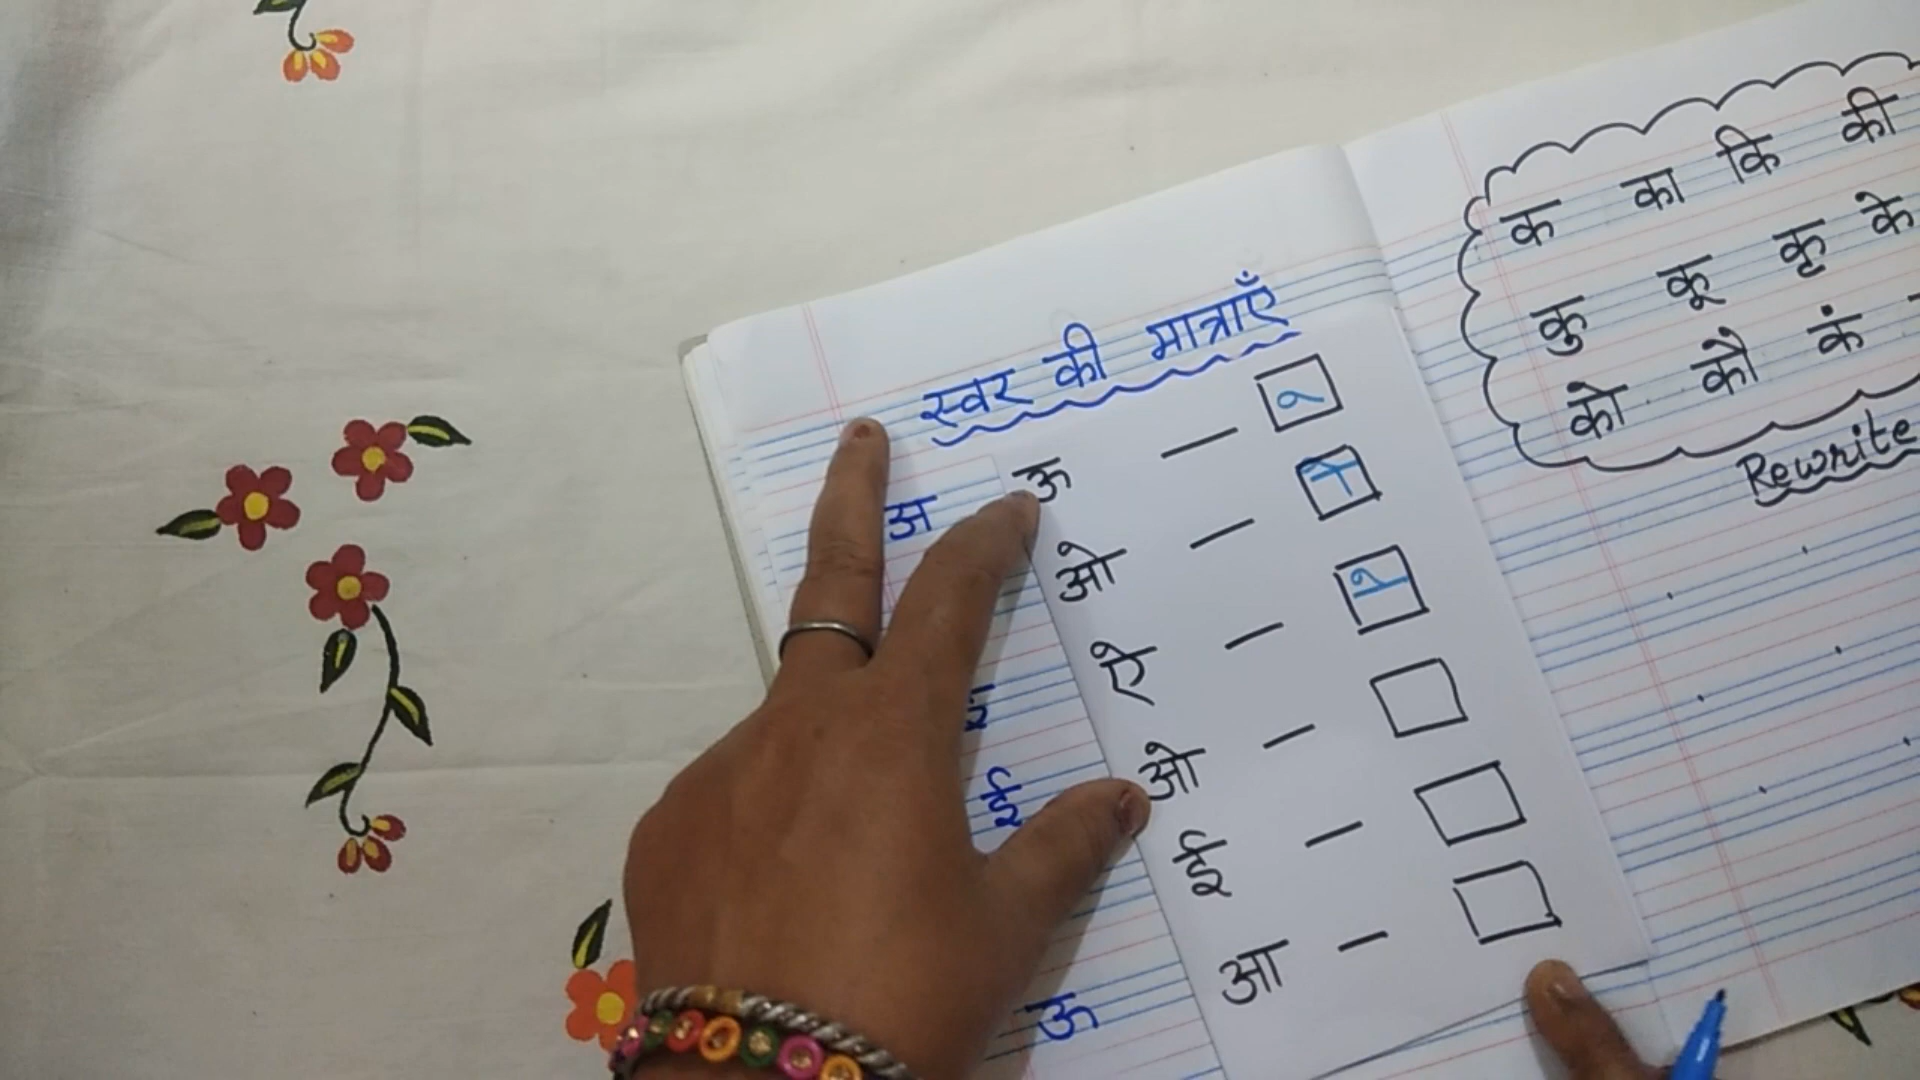 स्वर की मात्राएँ
अ
ई
ऊ
ऊ — ू
ओ — ो
ऐ — ै
ओ —
ई —
आ —
क का कि की
कु कू कृ के
को कौ कं
Rewrite